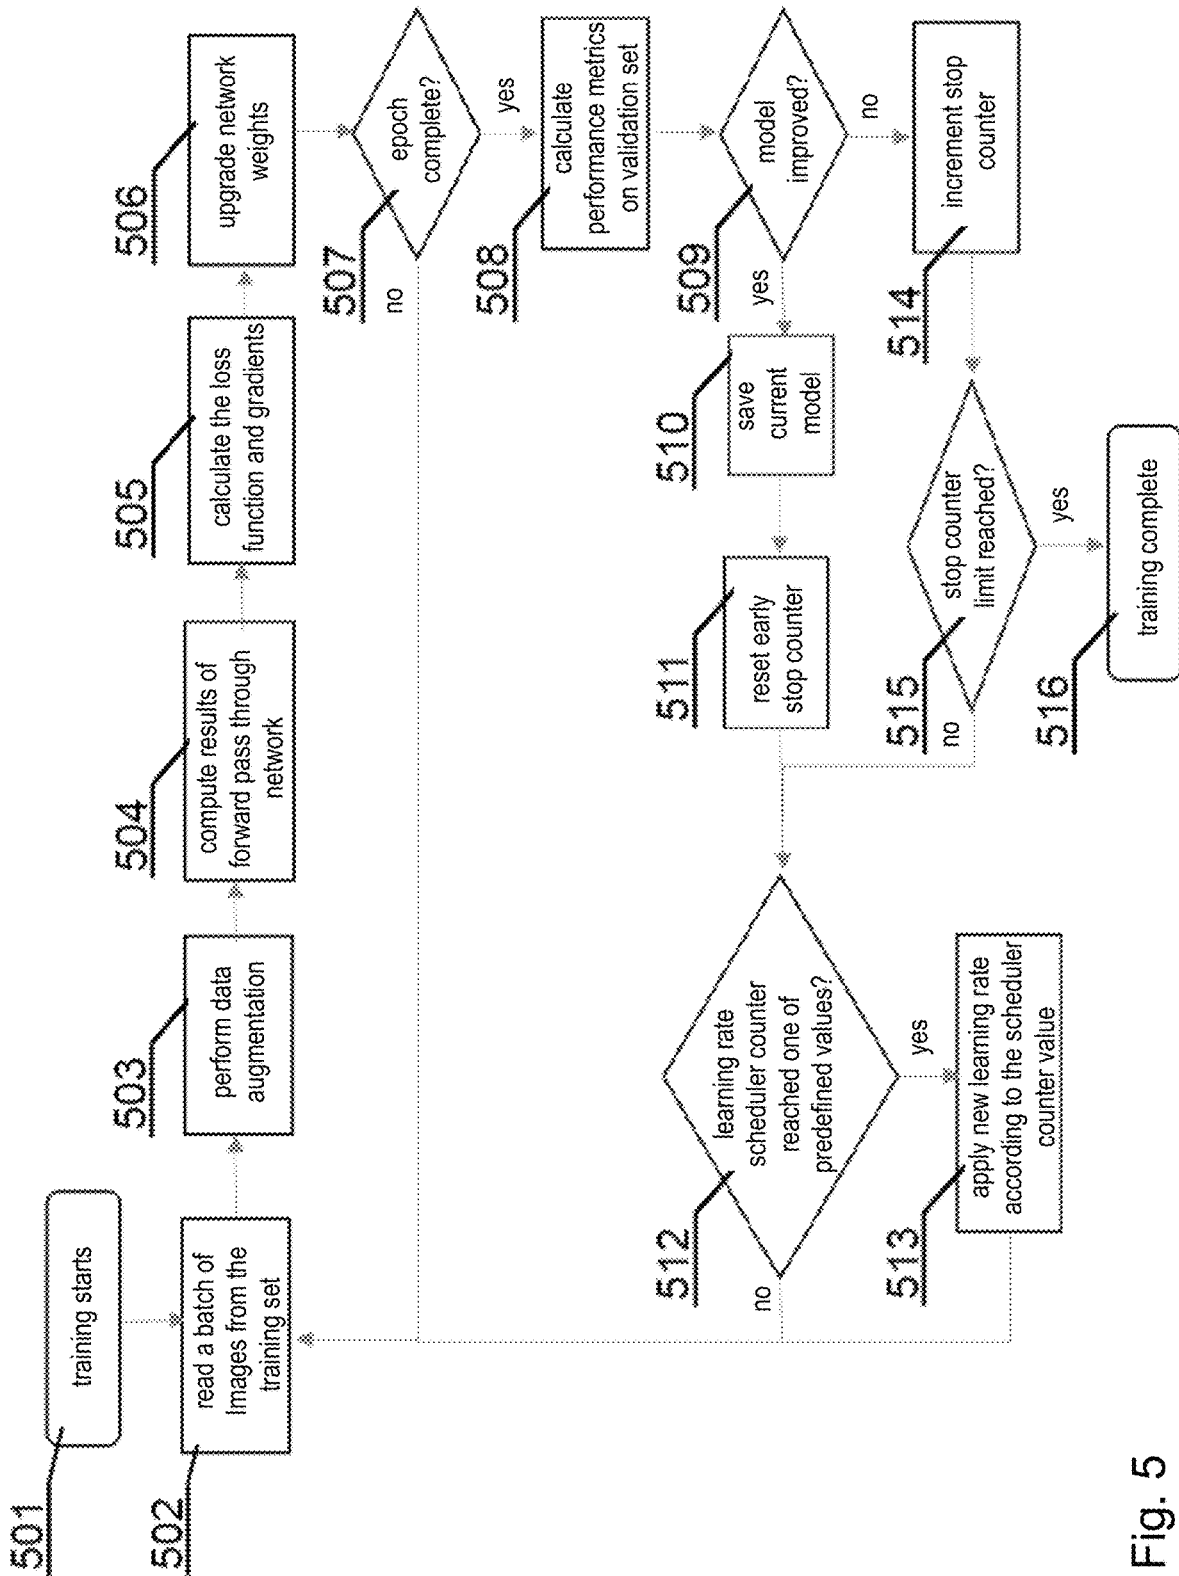 501
training starts
502
read a batch of
Images from the
training set
503
perform data
augmentation
504
compute results of
forward pass through
network
505
calculate the loss
function and gradients
506
upgrade network
weights
507
epoch
complete?
no
yes
508
calculate
performance metrics
on validation set
509
model
improved?
yes
no
510
save
current
model
511
reset early
stop counter
512
learning rate
scheduler counter
reached one of
predefined values?
no
yes
513
apply new learning rate
according to the scheduler
counter value
514
increment stop
counter
515
stop counter
limit reached?
no
yes
516
training complete
Fig. 5